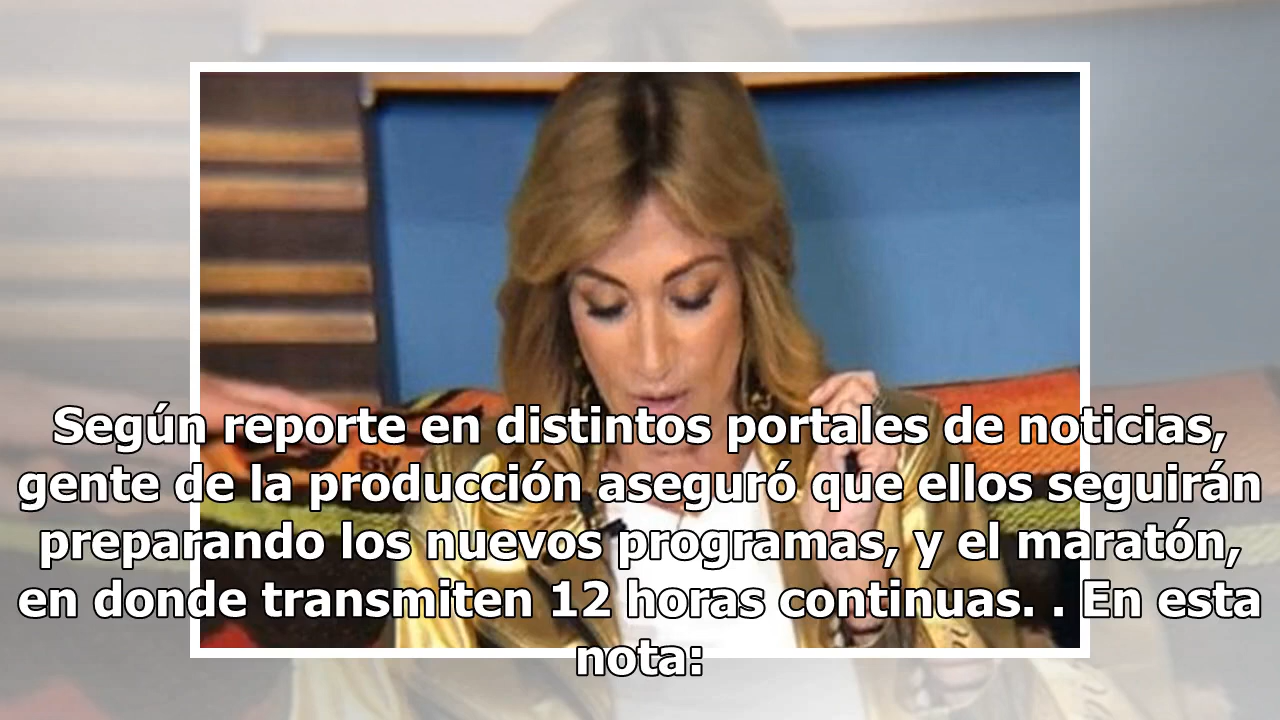 Según reporte en distintos portales de noticias,
gente de la producción aseguró que ellos seguirán
preparando los nuevos programas, y el maratón,
en donde transmiten 12 horas continuas. . En esta
nota:
BY